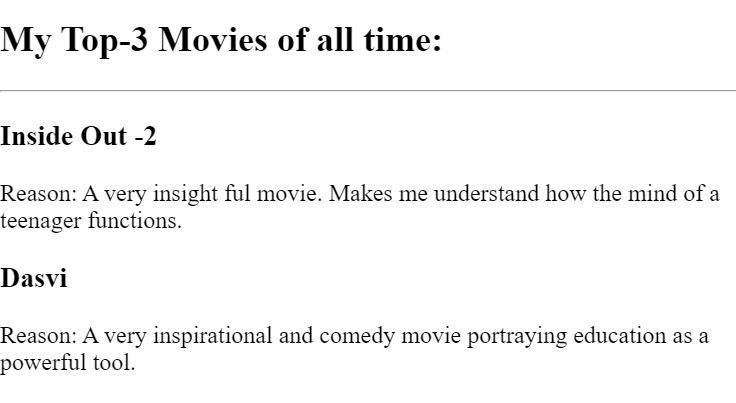 My Top-3 Movies of all time:
Inside Out -2
Reason: A very insight ful movie. Makes me understand how the mind of a
teenager functions.
Dasvi
Reason: A very inspirational and comedy movie portraying education as a
powerful tool.